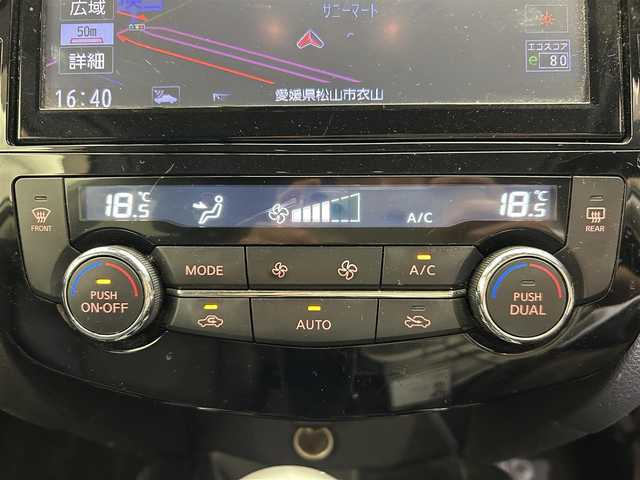 広域
サニーマート
50m
エコスコア
詳細
e 80
16:40
愛媛県松山市衣山
18.5°C
A/C
18.5°C
FRONT
REAR
MODE
A/C
PUSH
ON・OFF
AUTO
PUSH
DUAL